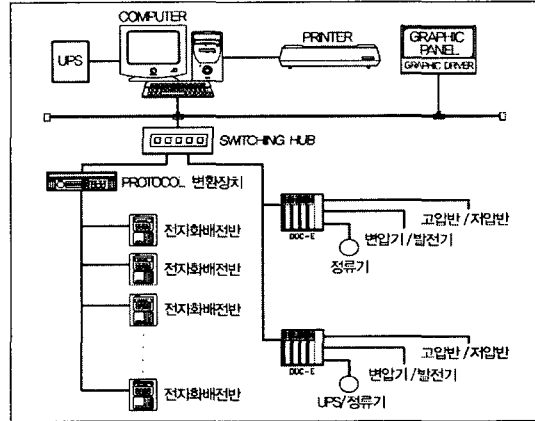 COMPUTER
UPS
PRINTER
GRAPHIC
PANEL
GRAPHIC DRIVER
SWITCHING HUB
PROTOCOL 변환장치
전자화배전반
전자화배전반
전자화배전반
전자화배전반
DDC-E
고압반/저압반
변압기/발전기
정류기
DDC-E
고압반/저압반
변압기/발전기
UPS/정류기